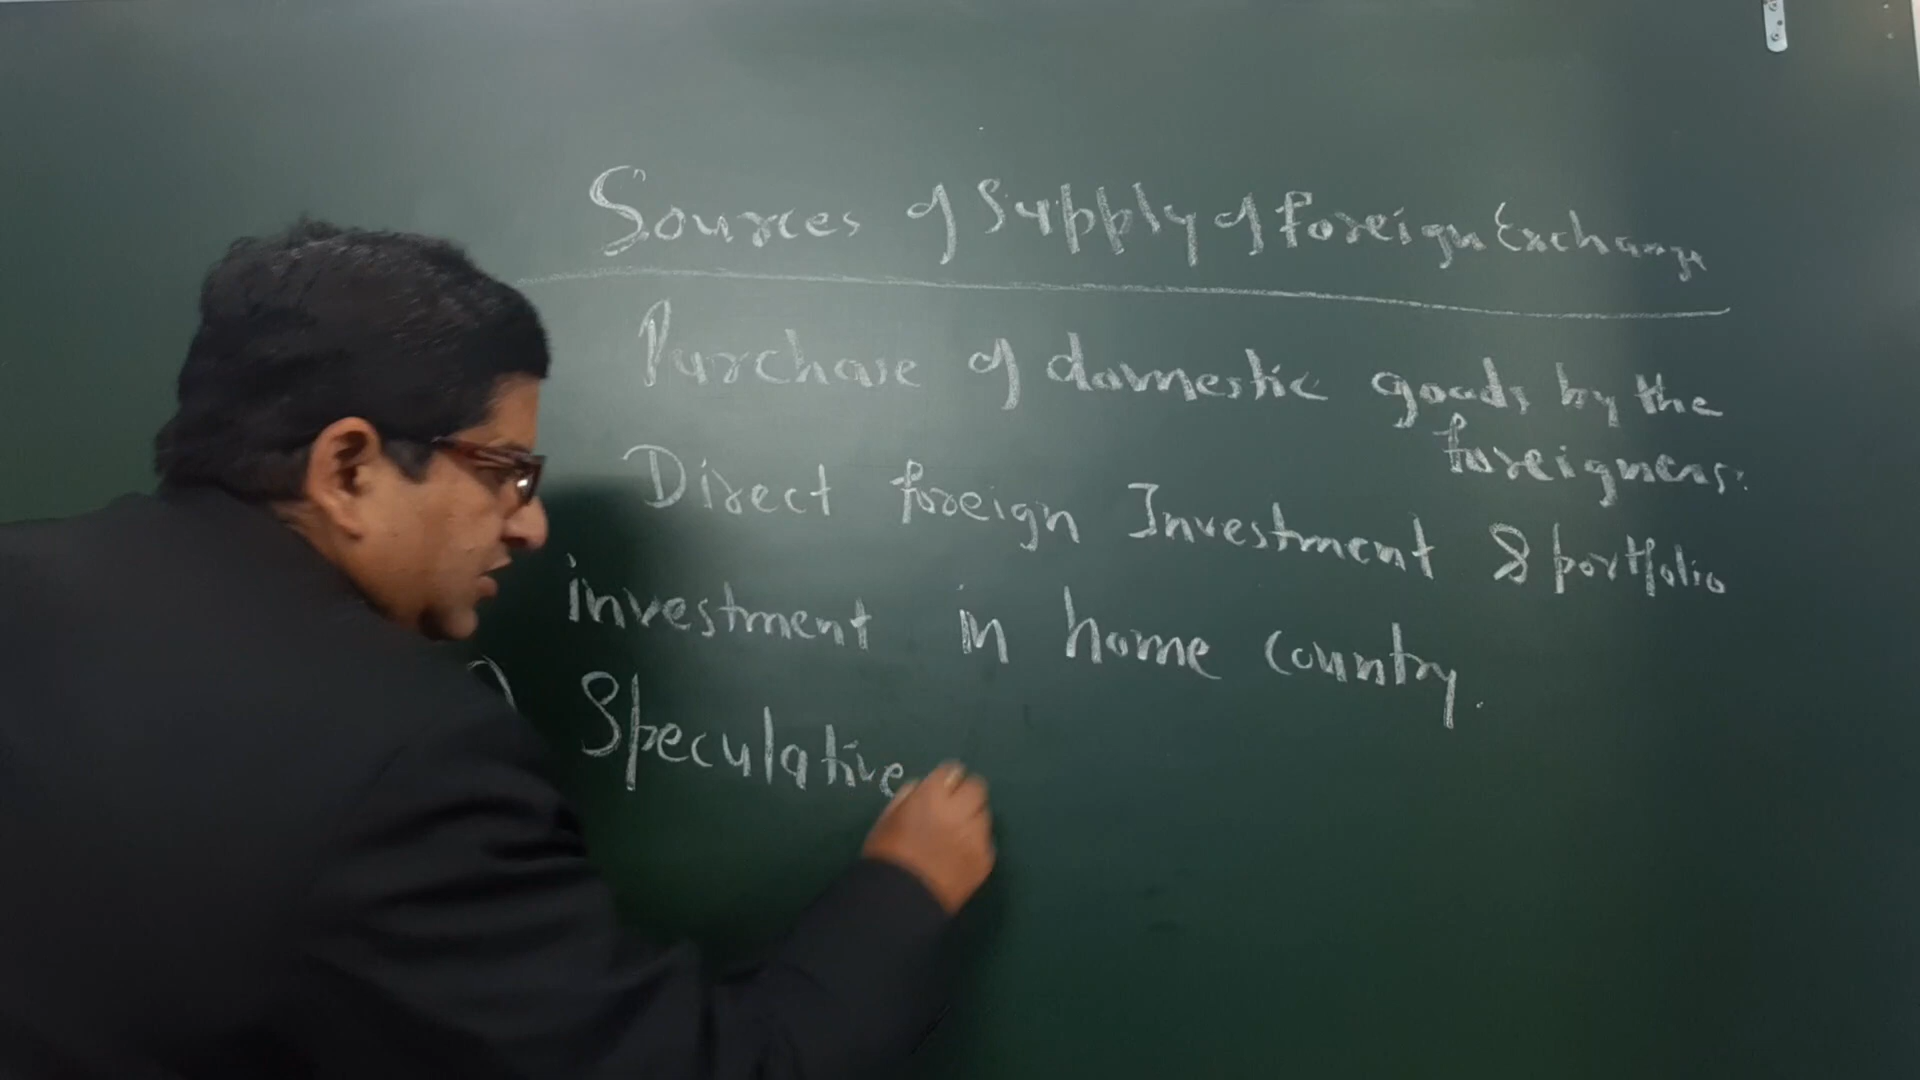 Sources of Supply of foreign Exchange
Purchase of domestic goods by the
foreigners.
Direct foreign Investment & portfolio
investment in home country.
Speculative